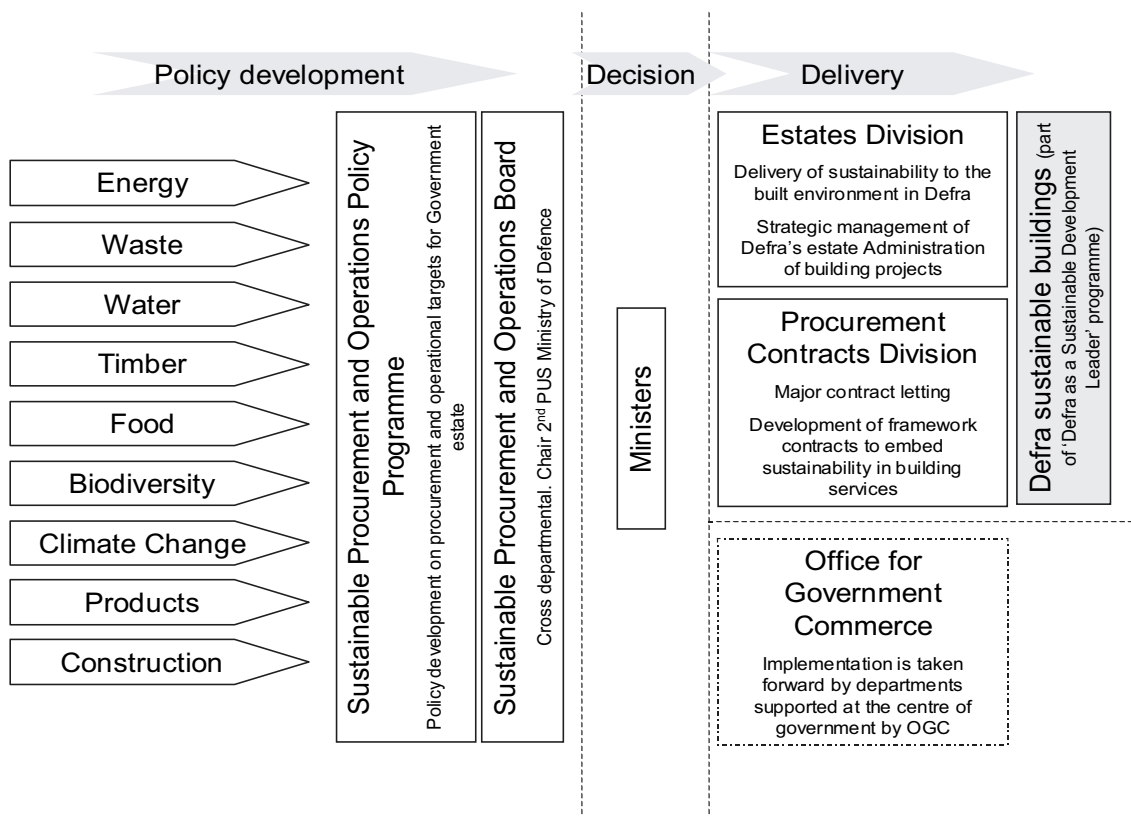 Policy development
Decision
Delivery
Energy
Waste
Water
Timber
Food
Biodiversity
Climate Change
Products
Construction
Sustainable Procurement and Operations Policy
Programme
Policy development on procurement and operational targets for Government
estate
Sustainable Procurement and Operations Board
Cross departmental. Chair 2nd PUS Ministry of Defence
Ministers
Estates Division
Delivery of sustainability to the
built environment in Defra
Strategic management of
Defra's estate Administration
of building projects
Procurement
Contracts Division
Major contract letting
Development of framework
contracts to embed
sustainability in building
services
Defra sustainable buildings (part
of 'Defra as a Sustainable Development
Leader' programme)
Office for
Government
Commerce
Implementation is taken
forward by departments
supported at the centre of
government by OGC